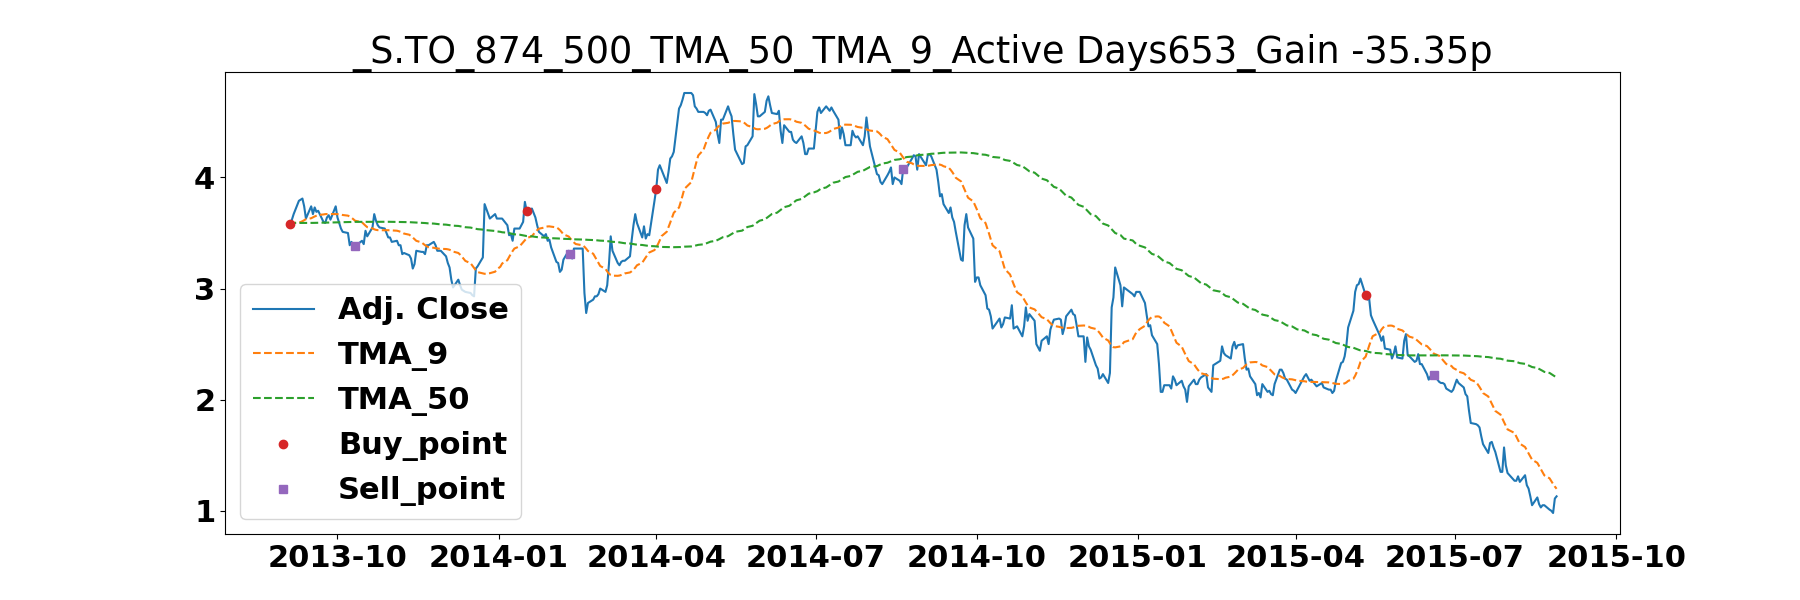 _S.TO_874_500_TMA_50_TMA_9_Active Days653_Gain -35.35p
4
3
2
1
Adj. Close
TMA_9
TMA_50
Buy_point
Sell_point
2013-10 2014-01 2014-04 2014-07 2014-10 2015-01 2015-04 2015-07 2015-10